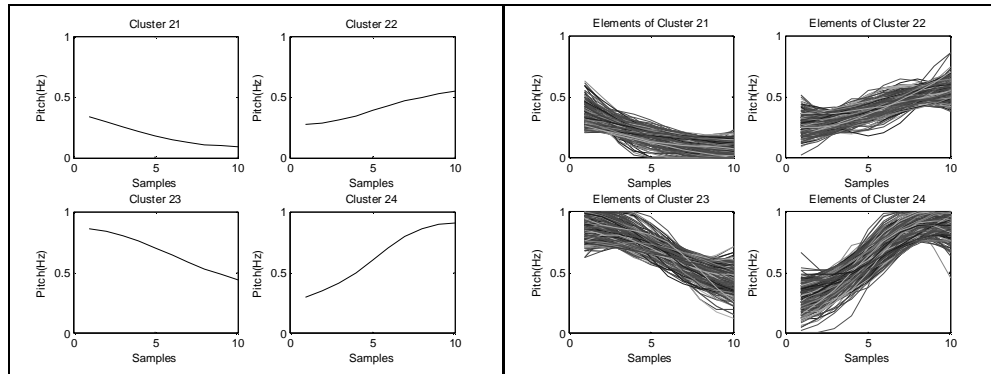 Cluster 21
1
0.5
0
Pitch(Hz)
0
5
10
Samples
Cluster 22
1
0.5
0
Pitch(Hz)
0
5
10
Samples
Cluster 23
1
0.5
0
Pitch(Hz)
0
5
10
Samples
Cluster 24
1
0.5
0
Pitch(Hz)
0
5
10
Samples
Elements of Cluster 21
1
0.5
0
Pitch(Hz)
0
5
10
Samples
Elements of Cluster 22
1
0.5
0
Pitch(Hz)
0
5
10
Samples
Elements of Cluster 23
1
0.5
0
Pitch(Hz)
0
5
10
Samples
Elements of Cluster 24
1
0.5
0
Pitch(Hz)
0
5
10
Samples